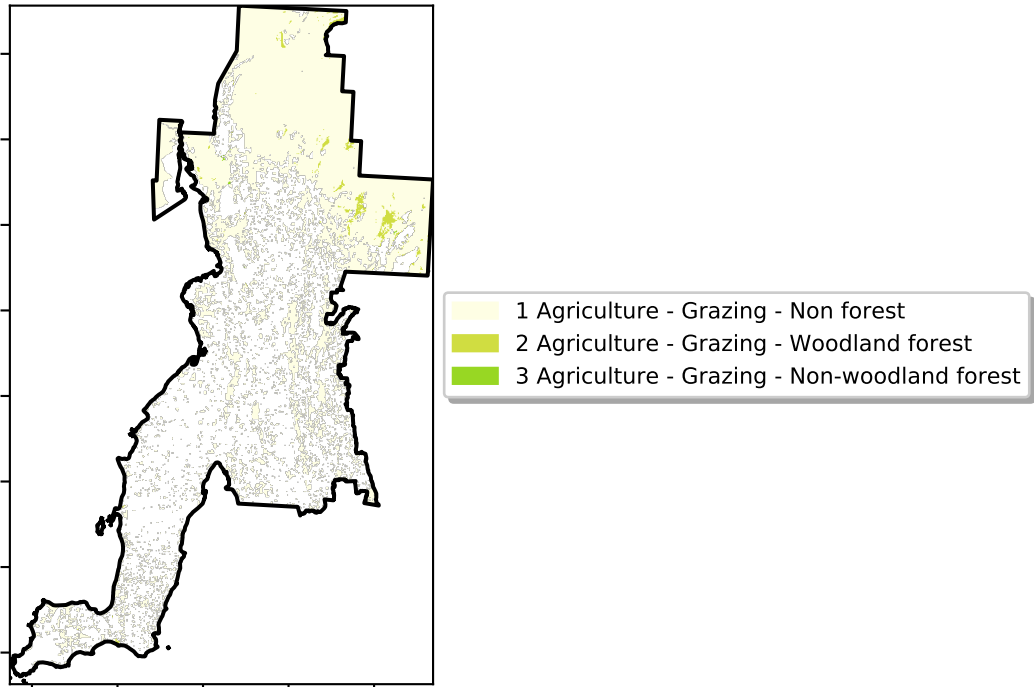 1 Agriculture - Grazing - Non forest
2 Agriculture - Grazing - Woodland forest
3 Agriculture - Grazing - Non-woodland forest